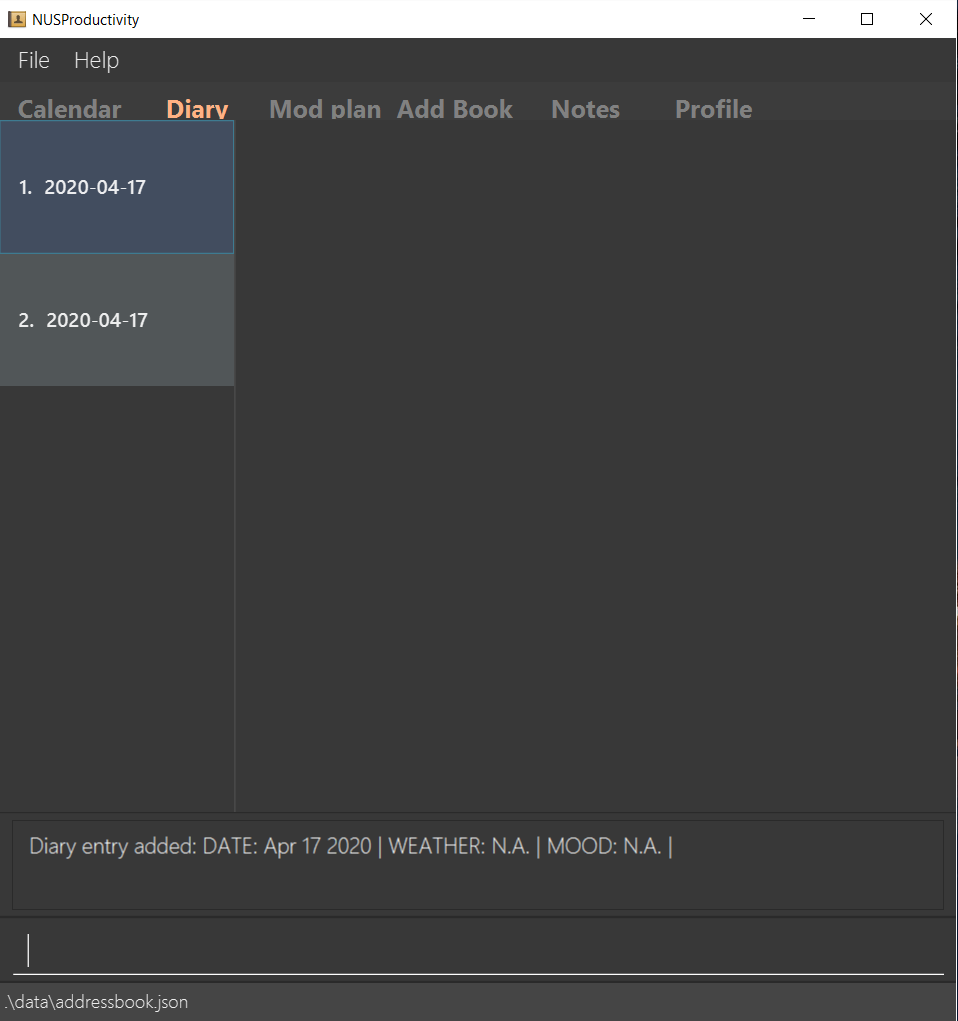 NUSProductivity
File Help
Calendar Diary Mod plan Add Book Notes Profile
1. 2020-04-17
2. 2020-04-17
Diary entry added: DATE: Apr 17 2020 | WEATHER: N.A. | MOOD: N.A. |
.\data\addressbook.json